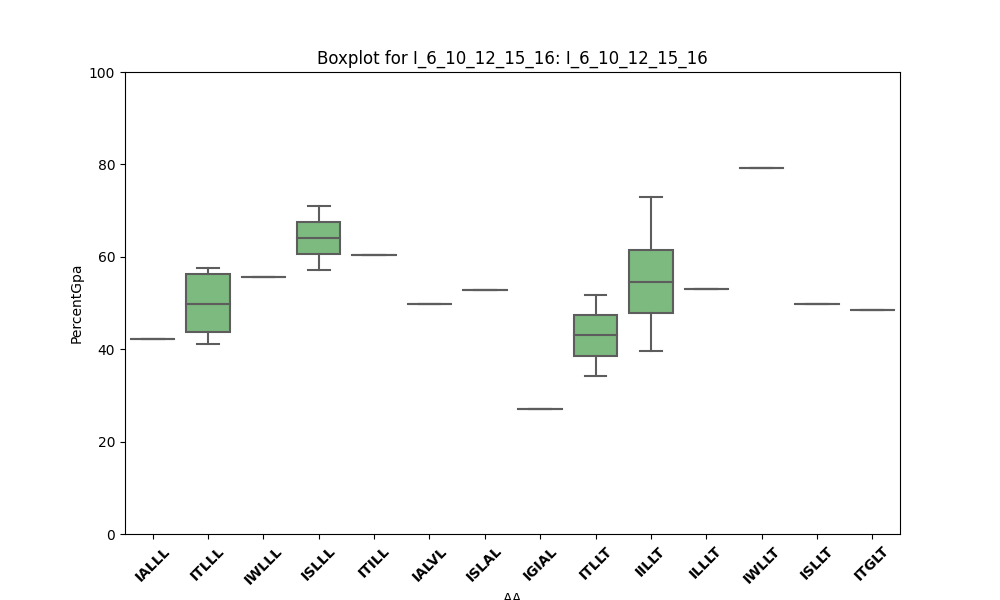 Boxplot for I_6_10_12_15_16: I_6_10_12_15_16
100
80
60
40
20
0
PercentGpa
IALLL ITLLL IWLLL ISLLL ITILL IALVL ISLAL IGIAL ITLLT IILLT ILLLT IWLLT ISLLT ITGLT
AA